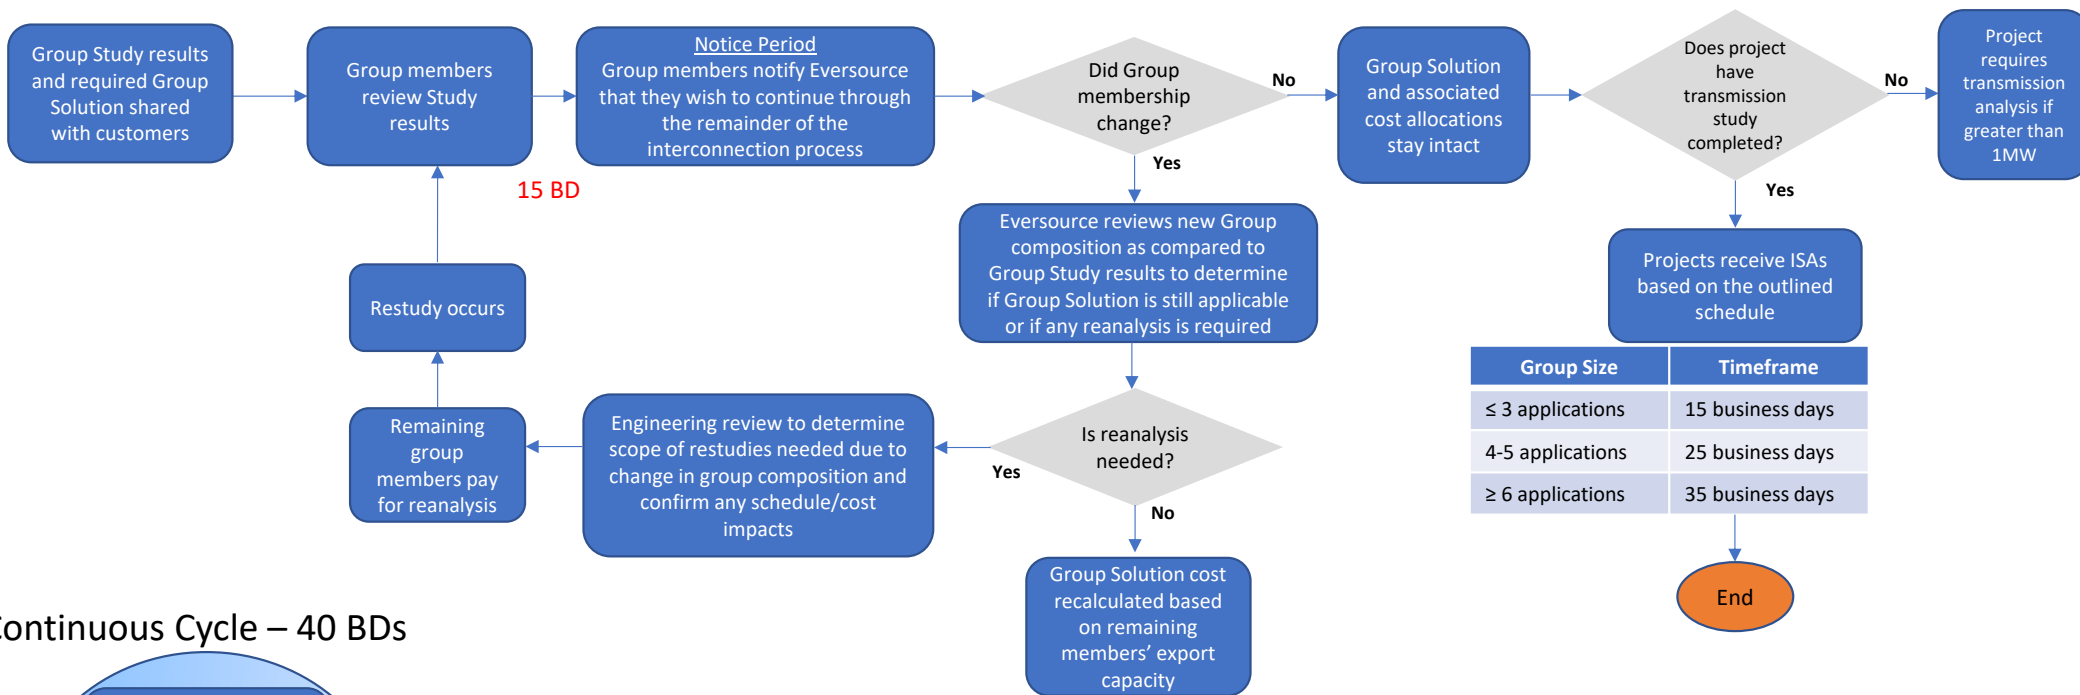 Group Study results
and required Group
Solution shared
with customers
Group members
review Study
results
15 BD
Notice Period
Group members notify Eversource
that they wish to continue through
the remainder of the
interconnection process
Did Group
membership
change?
No
Yes
Group Solution
and associated
cost allocations
stay intact
Does project
have
transmission
study
completed?
No
Yes
Project
requires
transmission
analysis if
greater than
1MW
Eversource reviews new Group
composition as compared to
Group Study results to determine
if Group Solution is still applicable
or if any reanalysis is required
Projects receive ISAs
based on the outlined
schedule
Group Size Timeframe
≤ 3 applications 15 business days
4-5 applications 25 business days
≥ 6 applications 35 business days
End
Restudy occurs
Remaining
group
members pay
for reanalysis
Engineering review to determine
scope of restudies needed due to
change in group composition and
confirm any schedule/cost
impacts
Yes
Is reanalysis
needed?
No
Group Solution cost
recalculated based
on remaining
members’ export
capacity
Continuous Cycle – 40 BDs